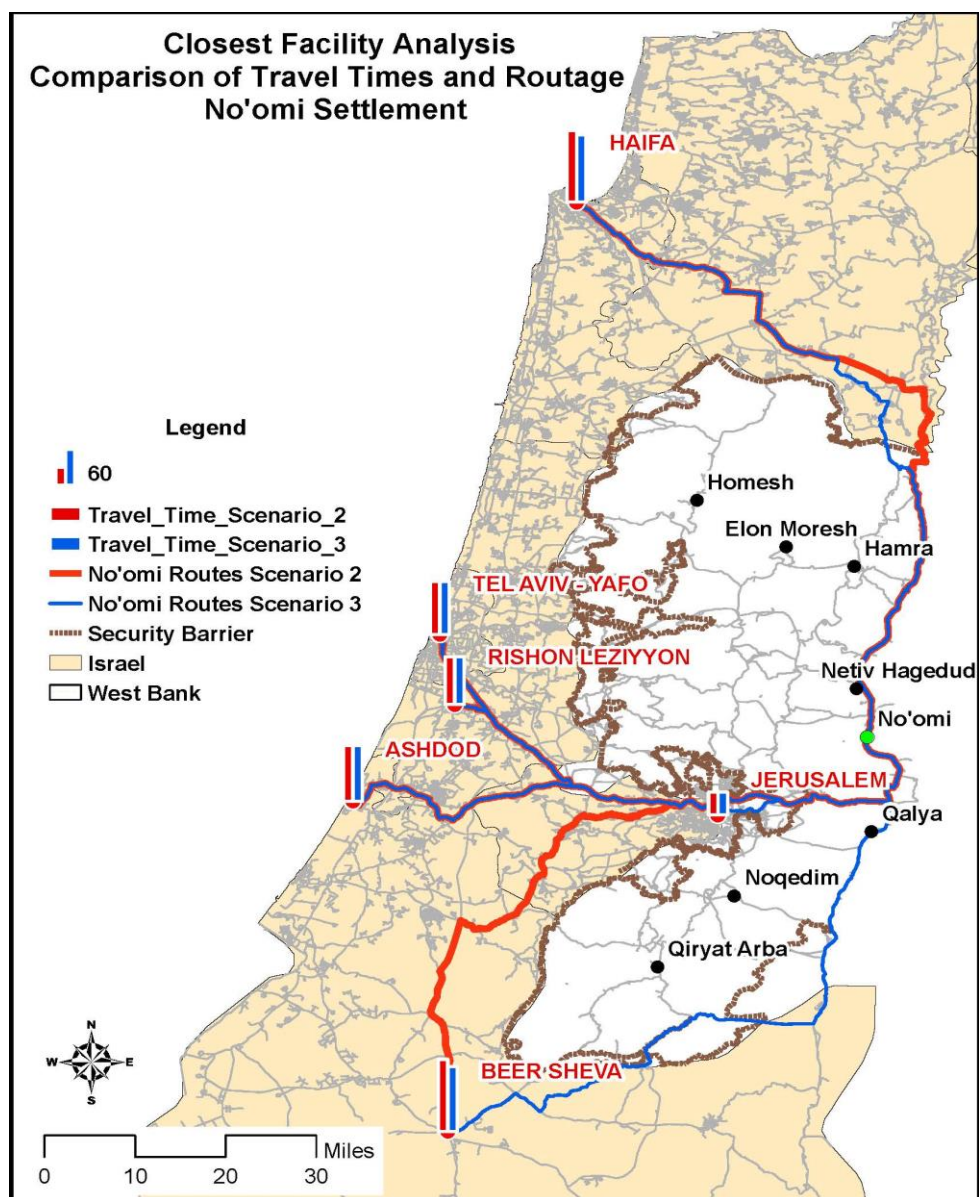 Closest Facility Analysis
Comparison of Travel Times and Routage
No'omi Settlement
HAIFA
Legend
60
Travel_Time_Scenario_2
Travel_Time_Scenario_3
No'omi Routes Scenario 2
No'omi Routes Scenario 3
Security Barrier
Israel
West Bank
Homesh
Elon Moresh
Hamra
TEL AVIV - YAFO
RISHON LEZIYYON
Netiv Hagedud
No'omi
ASHDOD
JERUSALEM
Qalya
Noqedim
Qiryat Arba
BEER SHEVA
N
W E
S
Miles
0 10 20 30